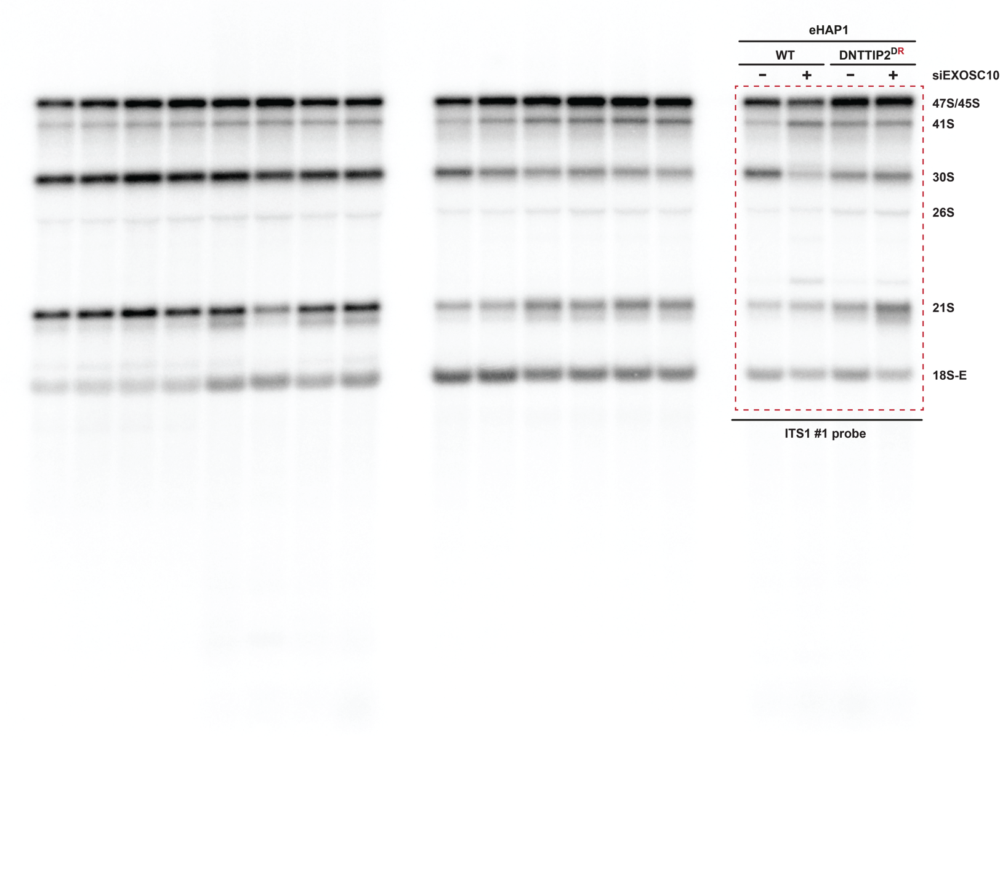 eHAP1
WT DNTTIP2DR
- + - + siEXOSC10
47S/45S
41S
30S
26S
21S
18S-E
ITS1 #1 probe